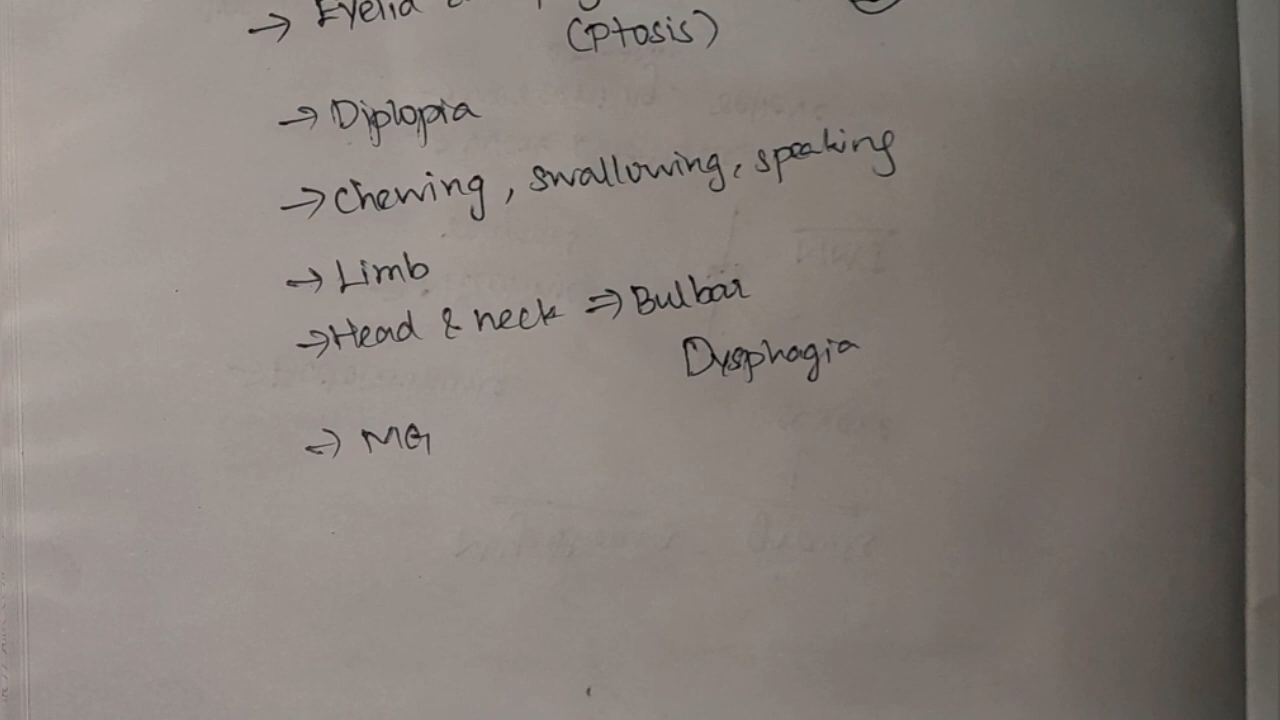 → Eyelid
(Ptosis)
→ Diplopia
→ Chewing, swallowing, speaking
→ Limb
→ Head & neck ⇒ Bulbar
Dysphagia
⇒ MG